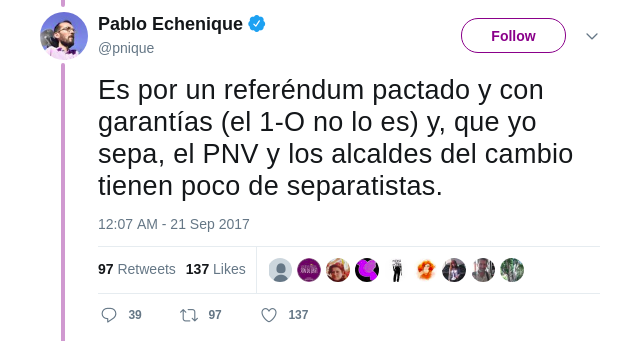 Pablo Echenique
@pnique
Follow
Es por un referéndum pactado y con
garantías (el 1-O no lo es) y, que yo
sepa, el PNV y los alcaldes del cambio
tienen poco de separatistas.
12:07 AM - 21 Sep 2017
97 Retweets 137 Likes
39 97 137